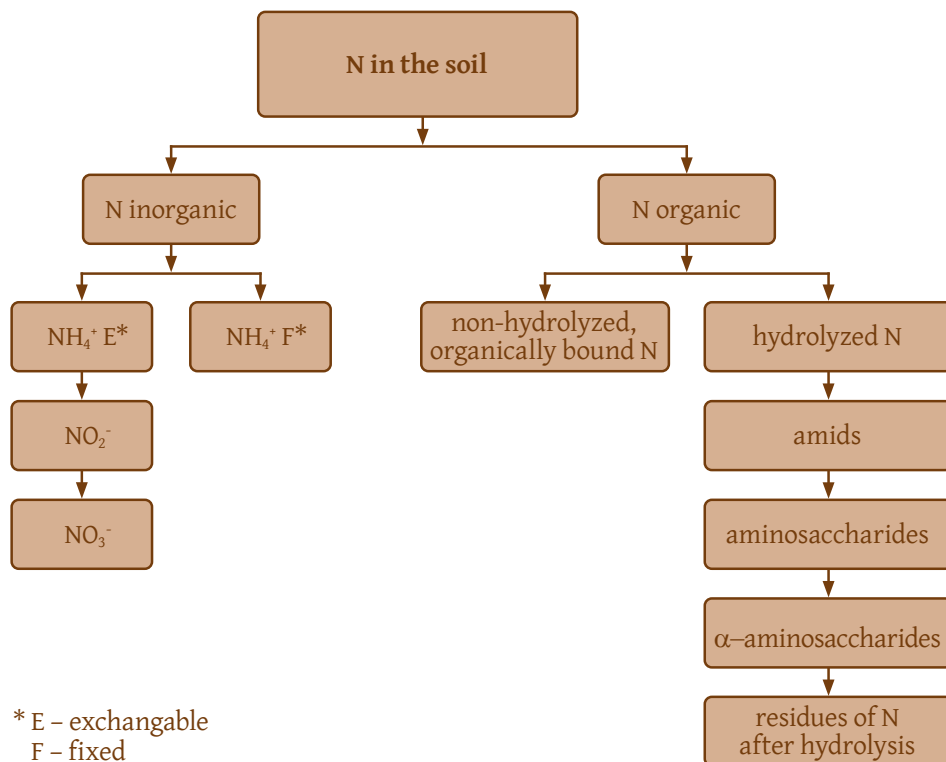 N in the soil
N inorganic
N organic
NH₄⁺ E*
NH₄⁺ F*
non-hydrolyzed,
organically bound N
hydrolyzed N
NO₂⁻
amids
NO₃⁻
aminosaccharides
α–aminosaccharides
residues of N
after hydrolysis
* E – exchangable
F – fixed